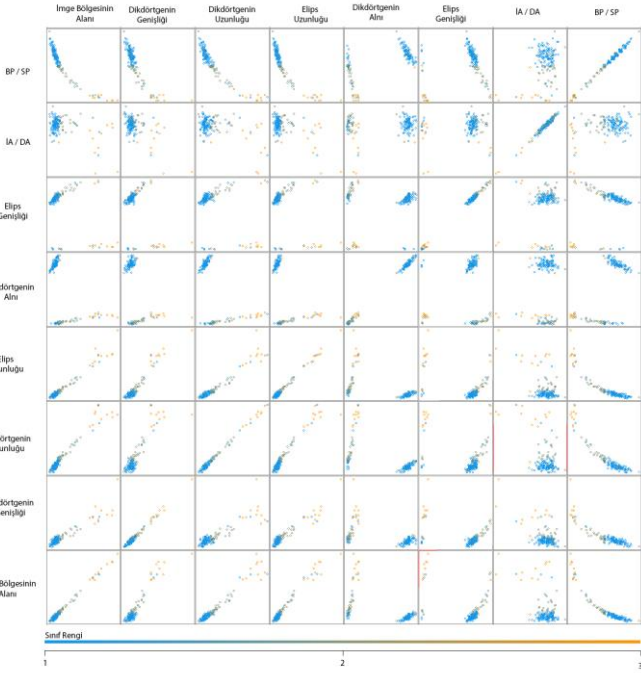 İmge Bölgesinin
Alanı
Dikdörtgenin
Genişliği
Dikdörtgenin
Uzunluğu
Elips
Uzunluğu
Dikdörtgenin
Alnı
Elips
Genişliği
İA / DA
BP / SP
BP / SP
İA / DA
Elips
Genişliği
dörtgenin
Alnı
Elips
unluğu
örtgenin
unluğu
dörtgenin
enişliği
Bölgesinin
Alanı
Sınıf Rengi
1
2
3